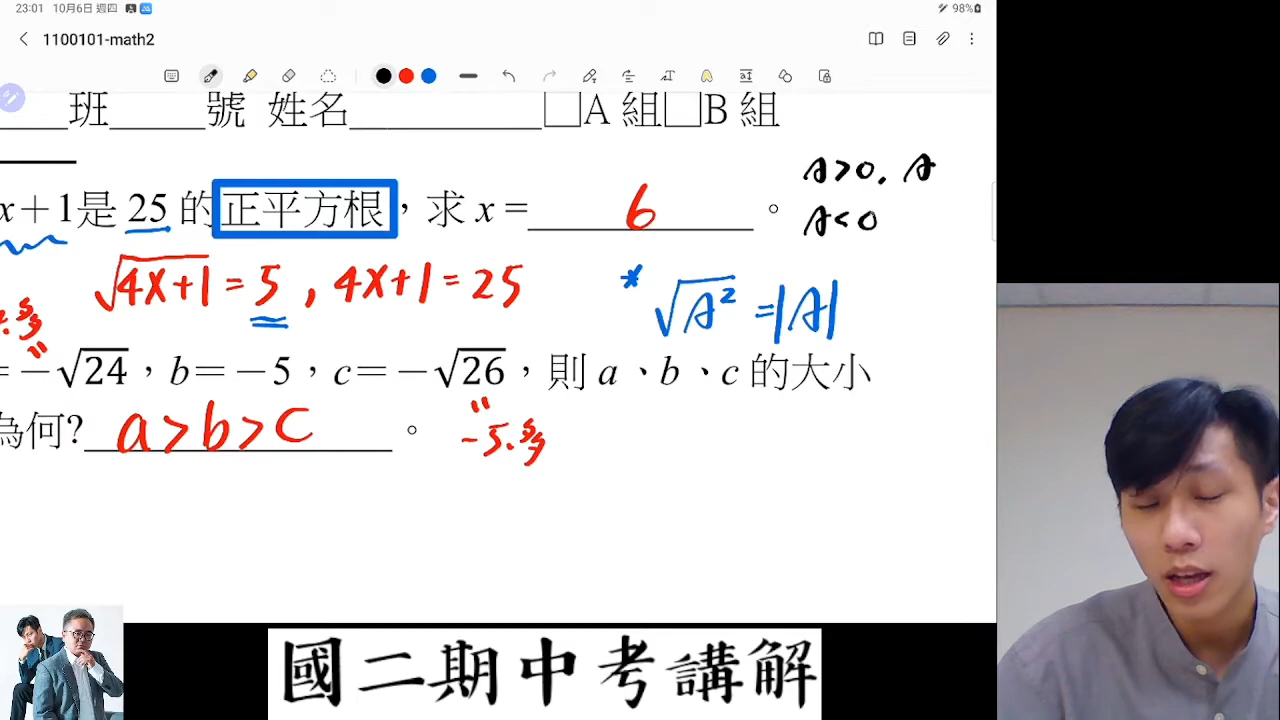 23:01 10月6日 週四
98%
1100101-math2
班 號 姓名 □A 組□B 組
A>0, A
x+1是 25 的正平方根,求 x= 6 。
A<0
√4x+1 = 5 , 4x+1=25
* √A² = |A|
多
= −√24,b= −5,c= −√26,則 a、b、c 的大小
為何? a>b>c 。
-5.多
國二期中考講解